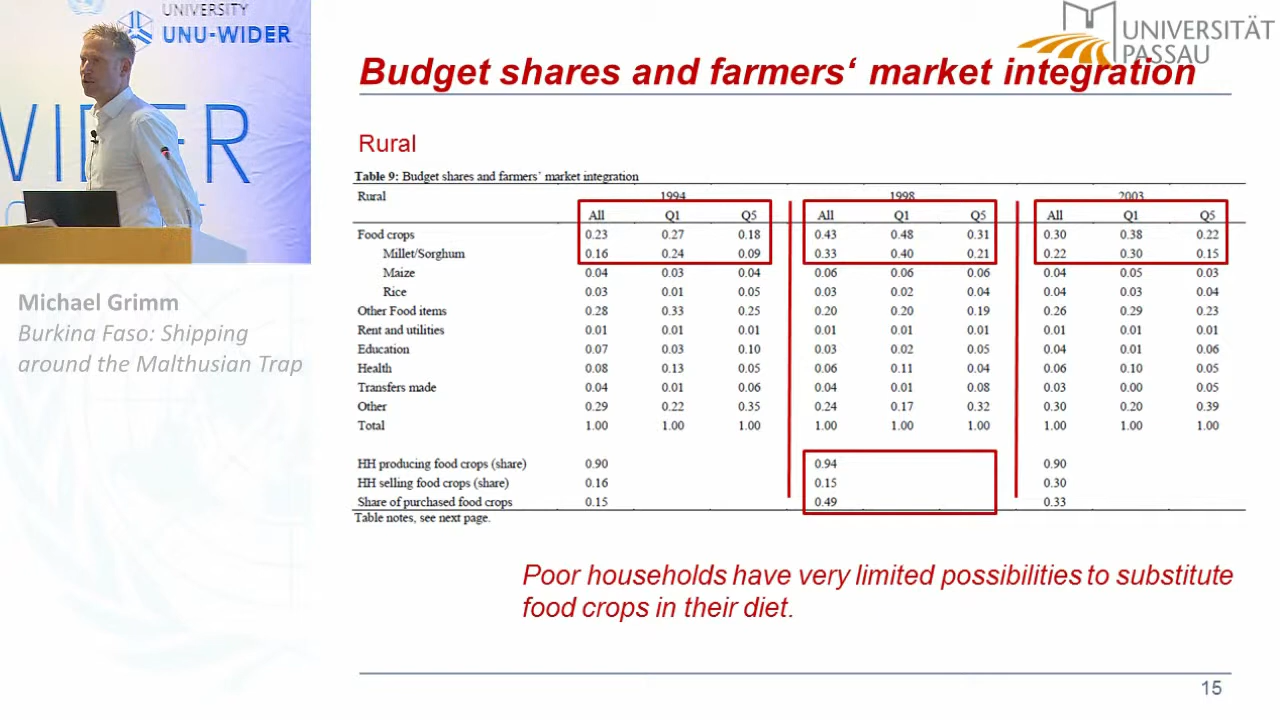 UNIVERSITY
UNU-WIDER
WIDER
UNIVERSITÄT
PASSAU
Budget shares and farmers‘ market integration
Rural
Table 9: Budget shares and farmers’ market integration
Rural 1994 1998 2003
All Q1 Q5 All Q1 Q5 All Q1 Q5
Food crops 0.23 0.27 0.18 0.43 0.48 0.31 0.30 0.38 0.22
Millet/Sorghum 0.16 0.24 0.09 0.33 0.40 0.21 0.22 0.30 0.15
Maize 0.04 0.03 0.04 0.06 0.06 0.06 0.04 0.05 0.03
Rice 0.03 0.01 0.05 0.03 0.02 0.04 0.04 0.03 0.04
Other Food items 0.28 0.33 0.25 0.20 0.20 0.19 0.26 0.29 0.23
Rent and utilities 0.01 0.01 0.01 0.01 0.01 0.01 0.01 0.01 0.01
Education 0.07 0.03 0.10 0.03 0.02 0.05 0.04 0.01 0.06
Health 0.08 0.13 0.05 0.06 0.11 0.04 0.06 0.10 0.05
Transfers made 0.04 0.01 0.06 0.04 0.01 0.08 0.03 0.00 0.05
Other 0.29 0.22 0.35 0.24 0.17 0.32 0.30 0.20 0.39
Total 1.00 1.00 1.00 1.00 1.00 1.00 1.00 1.00 1.00
HH producing food crops (share) 0.90 0.94 0.90
HH selling food crops (share) 0.16 0.15 0.30
Share of purchased food crops 0.15 0.49 0.33
Table notes, see next page.
Poor households have very limited possibilities to substitute
food crops in their diet.
15
Michael Grimm
Burkina Faso: Shipping
around the Malthusian Trap